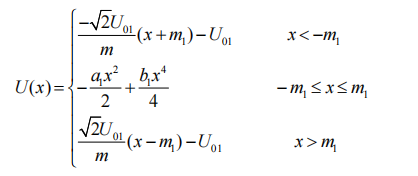 U(x) = { (-√2U₀₁/m)(x+m₁) - U₀₁  x < -m₁
-a₁x²/2 + b₁x⁴/4  -m₁ ≤ x ≤ m₁
(√2U₀₁/m)(x-m₁) - U₀₁  x > m₁